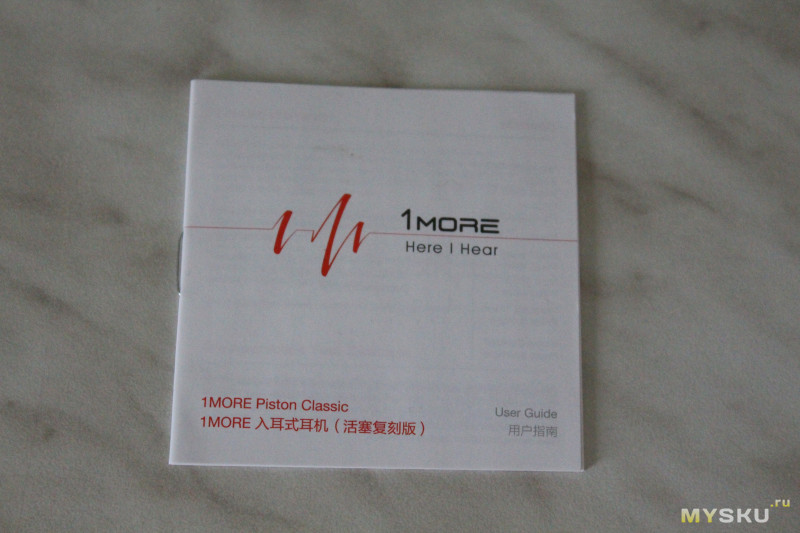 1MORE
Here I Hear
1MORE Piston Classic
1MORE 入耳式耳机（活塞复刻版）
User Guide
用户指南
MYSKU.ru